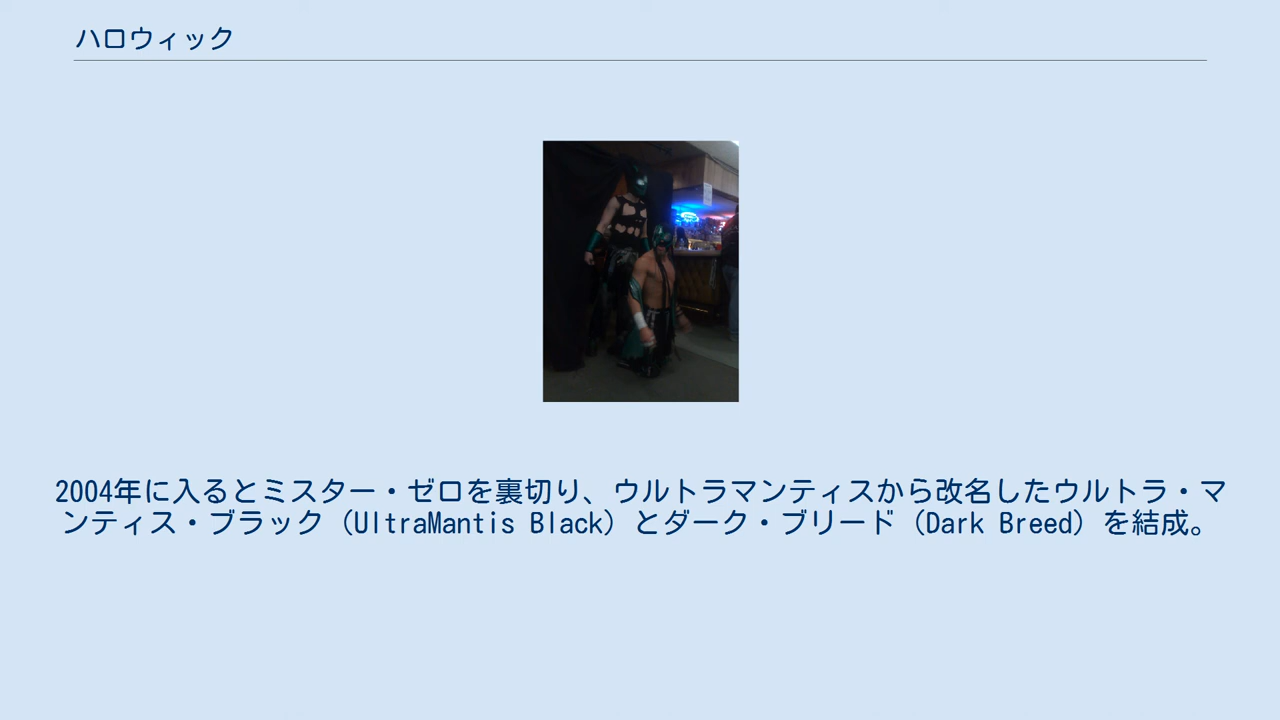 ハロウィック
2004年に入るとミスター・ゼロを裏切り、ウルトラマンティスから改名したウルトラ・マ
ンティス・ブラック（UltraMantis Black）とダーク・ブリード（Dark Breed）を結成。